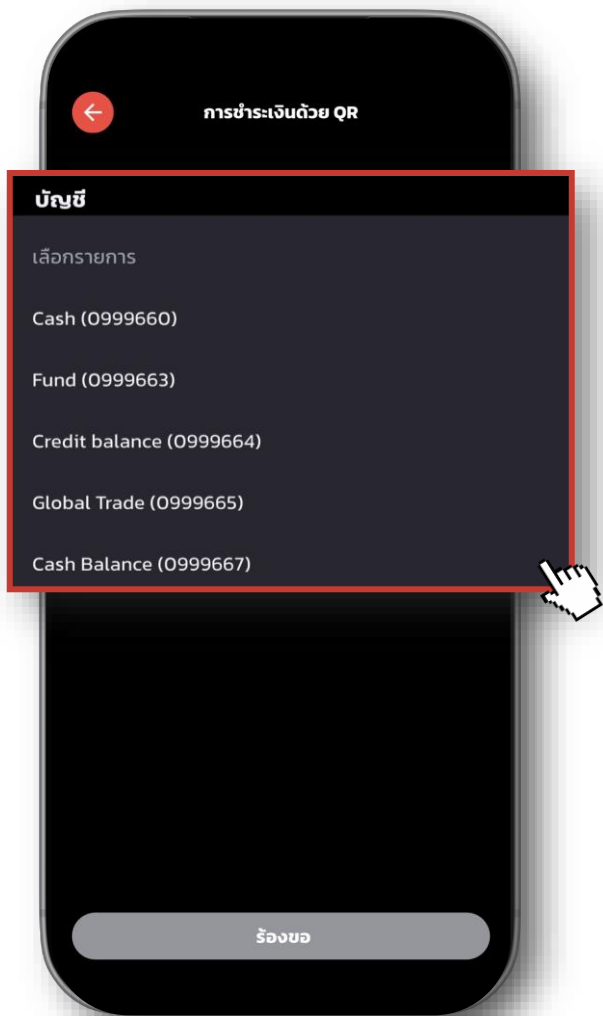 การชำระเงินด้วย QR
บัญชี
เลือกรายการ
Cash (0999660)
Fund (0999663)
Credit balance (0999664)
Global Trade (0999665)
Cash Balance (0999667)
ร้องขอ